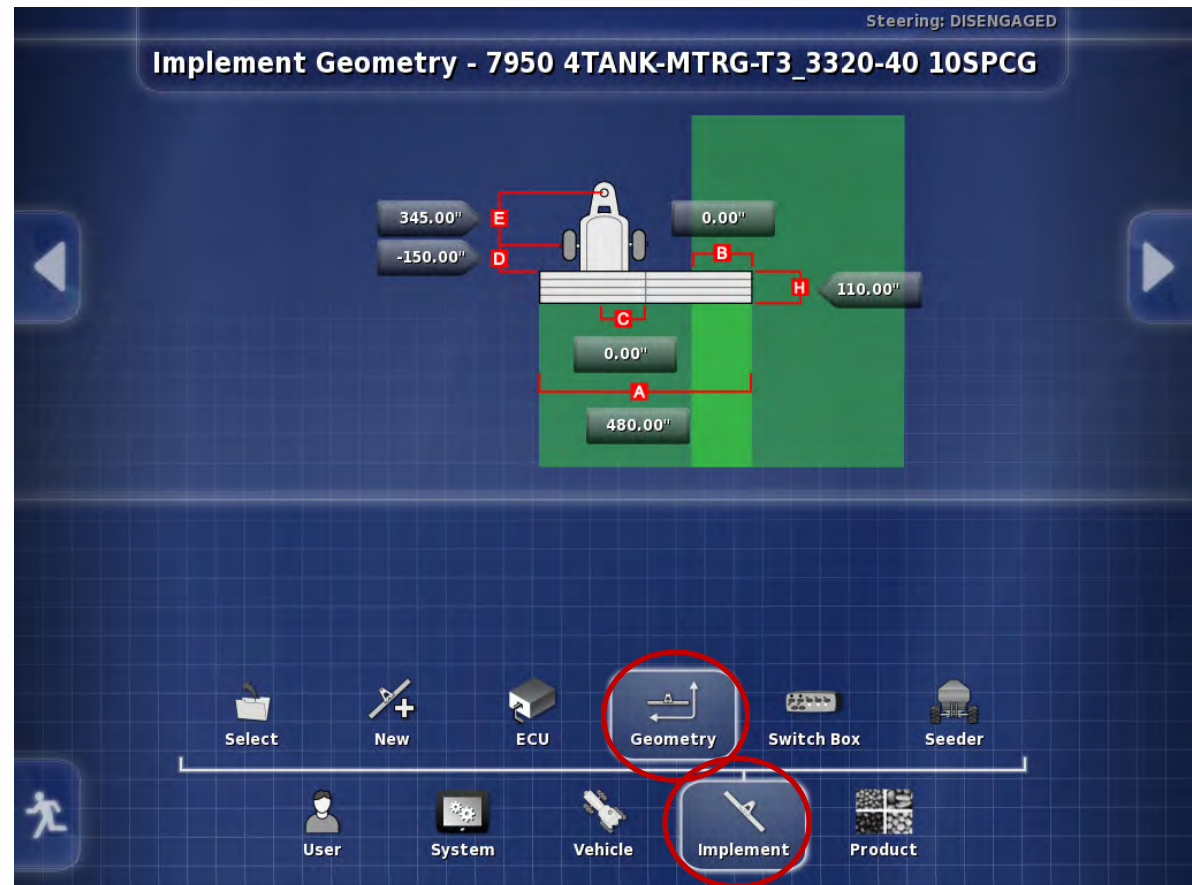 Steering: DISENGAGED
Implement Geometry - 7950 4TANK-MTRG-T3_3320-40 10SPCG
345.00" E 0.00"
-150.00" D B
H 110.00"
C
0.00"
A
480.00"
Select New ECU Geometry Switch Box Seeder
User System Vehicle Implement Product